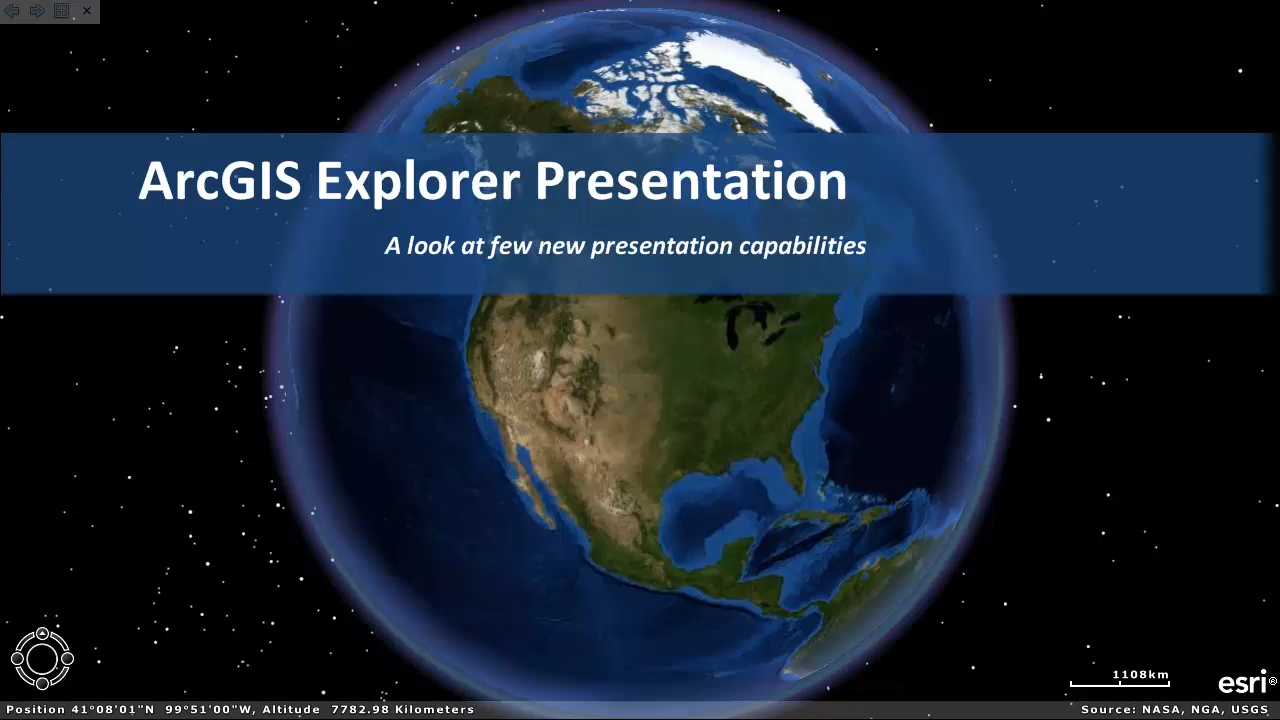 ArcGIS Explorer Presentation
A look at few new presentation capabilities
1108km
esri©
Position 41°08'01"N  99°51'00"W, Altitude  7782.98 Kilometers
Source: NASA, NGA, USGS